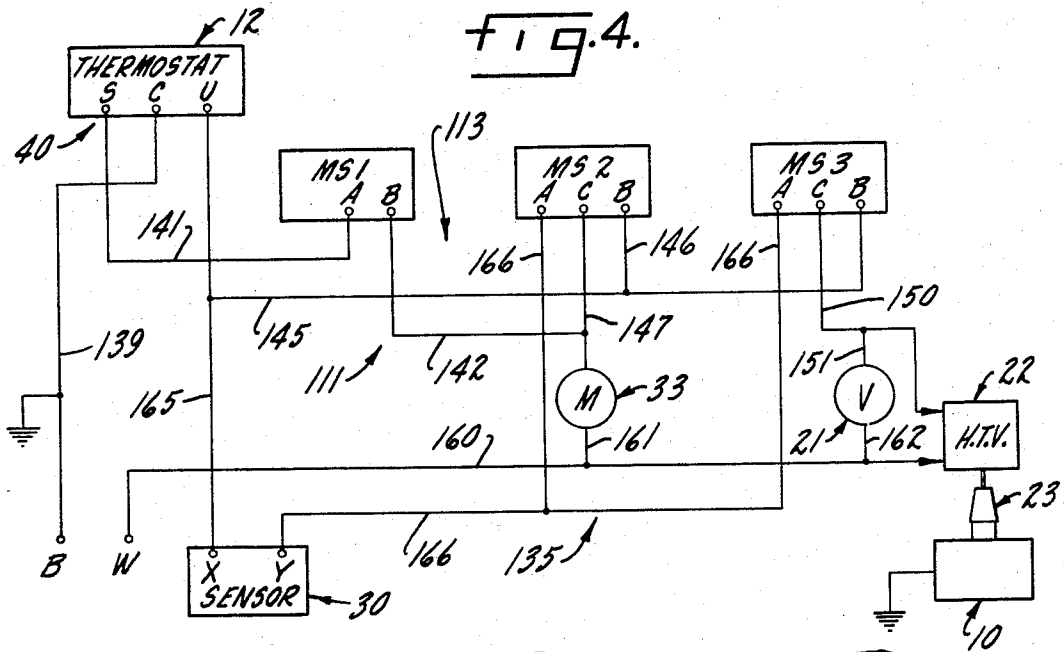 12
fig.4.
THERMOSTAT
S C U
40
113
MS1
A B
MS2
A C B
MS3
A C B
141
166
146
166
145
147
150
139
111
142
151
22
165
M
33
V
21
H.T.V.
160
161
162
23
B
W
X Y
SENSOR
30
166
135
10